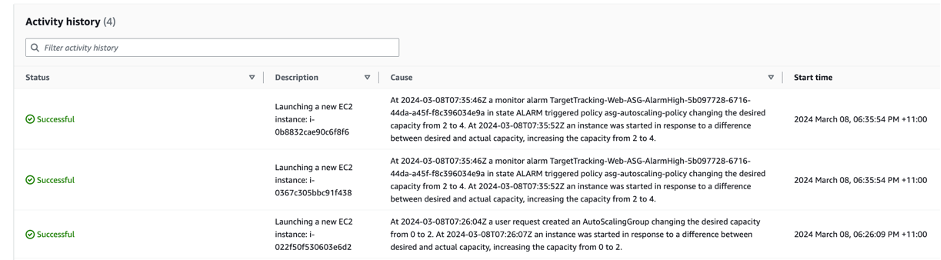 Activity history (4)
Filter activity history
Status Description Cause Start time
Successful
Launching a new EC2
instance: i-
0b8832cae90c6f8f6
At 2024-03-08T07:35:46Z a monitor alarm TargetTracking-Web-ASG-AlarmHigh-5b097728-6716-
44da-a45f-f8c396034e9a in state ALARM triggered policy asg-autoscaling-policy changing the desired
capacity from 2 to 4. At 2024-03-08T07:35:52Z an instance was started in response to a difference
between desired and actual capacity, increasing the capacity from 2 to 4.
2024 March 08, 06:35:54 PM +11:00
Successful
Launching a new EC2
instance: i-
0367c305bbc91f438
At 2024-03-08T07:35:46Z a monitor alarm TargetTracking-Web-ASG-AlarmHigh-5b097728-6716-
44da-a45f-f8c396034e9a in state ALARM triggered policy asg-autoscaling-policy changing the desired
capacity from 2 to 4. At 2024-03-08T07:35:52Z an instance was started in response to a difference
between desired and actual capacity, increasing the capacity from 2 to 4.
2024 March 08, 06:35:54 PM +11:00
Successful
Launching a new EC2
instance: i-
022f50f530603e6d2
At 2024-03-08T07:26:04Z a user request created an AutoScalingGroup changing the desired capacity
from 0 to 2. At 2024-03-08T07:26:07Z an instance was started in response to a difference between
desired and actual capacity, increasing the capacity from 0 to 2.
2024 March 08, 06:26:09 PM +11:00